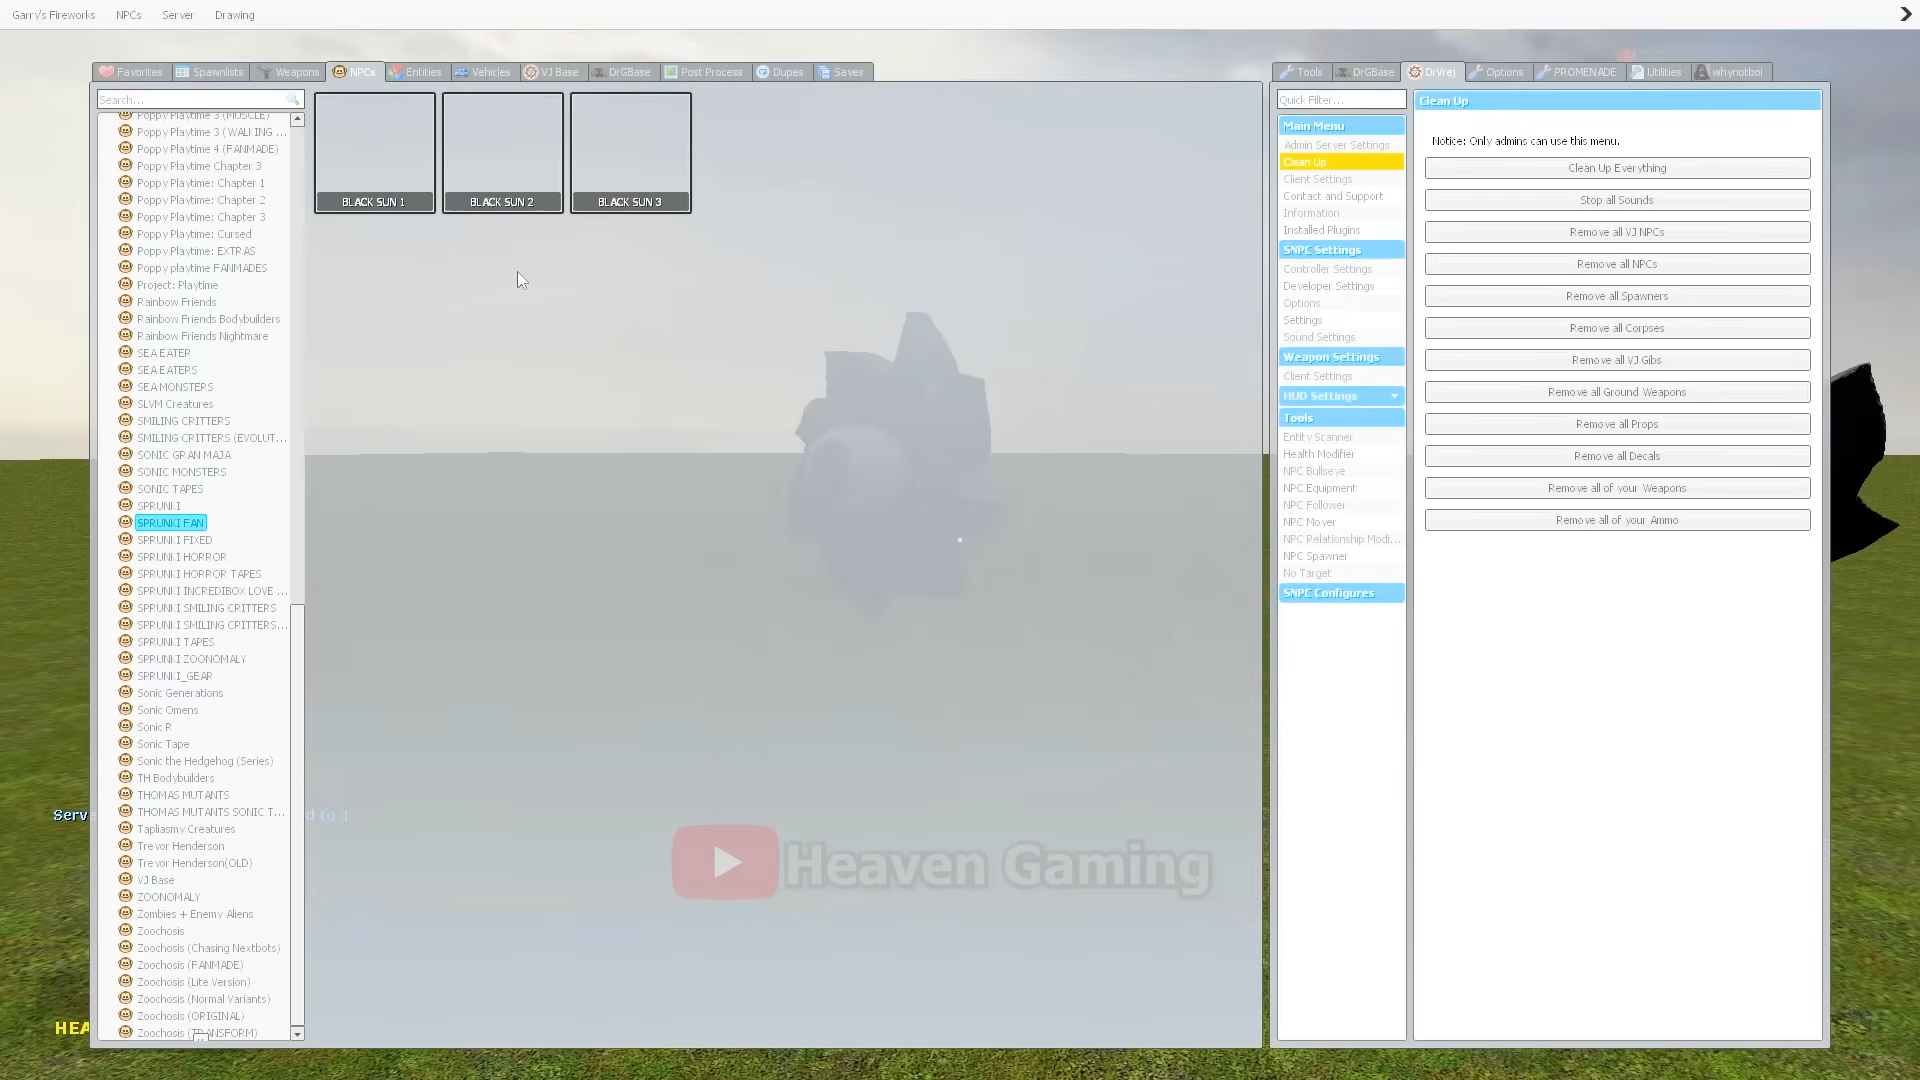 Garry's Fireworks NPCs Server Drawing
Favorites Spawnlists Weapons NPCs Entities Vehicles VJ Base DrGBase Post Process Dupes Saves
Search...
Poppy Playtime 3 (MUSCLE)
Poppy Playtime 3 ( WALKING ...
Poppy Playtime 4 (FANMADE)
Poppy Playtime Chapter 3
Poppy Playtime: Chapter 1
Poppy Playtime: Chapter 2
Poppy Playtime: Chapter 3
Poppy Playtime: Cursed
Poppy Playtime: EXTRAS
Poppy playtime FANMADES
Project: Playtime
Rainbow Friends
Rainbow Friends Bodybuilders
Rainbow Friends Nightmare
SEA EATER
SEA EATERS
SEA MONSTERS
SLVM Creatures
SMILING CRITTERS
SMILING CRITTERS (EVOLUT...
SONIC GRAN MAJA
SONIC MONSTERS
SONIC TAPES
SPRUNKI
SPRUNKI FAN
SPRUNKI FIXED
SPRUNKI HORROR
SPRUNKI HORROR TAPES
SPRUNKI INCREDIBOX LOVE ...
SPRUNKI SMILING CRITTERS
SPRUNKI SMILING CRITTERS...
SPRUNKI TAPES
SPRUNKI ZOONOMALY
SPRUNKI_GEAR
Sonic Generations
Sonic Omens
Sonic R
Sonic Tape
Sonic the Hedgehog (Series)
TH Bodybuilders
THOMAS MUTANTS
THOMAS MUTANTS SONIC T...
Tapliasmy Creatures
Trevor Henderson
Trevor Henderson(OLD)
VJ Base
ZOONOMALY
Zombies + Enemy Aliens
Zoochosis
Zoochosis (Chasing Nextbots)
Zoochosis (FANMADE)
Zoochosis (Lite Version)
Zoochosis (Normal Variants)
Zoochosis (ORIGINAL)
Zoochosis (TRANSFORM)
BLACK SUN 1
BLACK SUN 2
BLACK SUN 3
Heaven Gaming
Tools DrGBase DrVrej Options PROMENADE Utilities whynotboi
Quick Filter...
Main Menu
Admin Server Settings
Clean Up
Client Settings
Contact and Support
Information
Installed Plugins
SNPC Settings
Controller Settings
Developer Settings
Options
Settings
Sound Settings
Weapon Settings
Client Settings
HUD Settings
Tools
Entity Scanner
Health Modifier
NPC Bullseye
NPC Equipment
NPC Follower
NPC Mover
NPC Relationship Modi...
NPC Spawner
No Target
SNPC Configures
Clean Up
Notice: Only admins can use this menu.
Clean Up Everything
Stop all Sounds
Remove all VJ NPCs
Remove all NPCs
Remove all Spawners
Remove all Corpses
Remove all VJ Gibs
Remove all Ground Weapons
Remove all Props
Remove all Decals
Remove all of your Weapons
Remove all of your Ammo